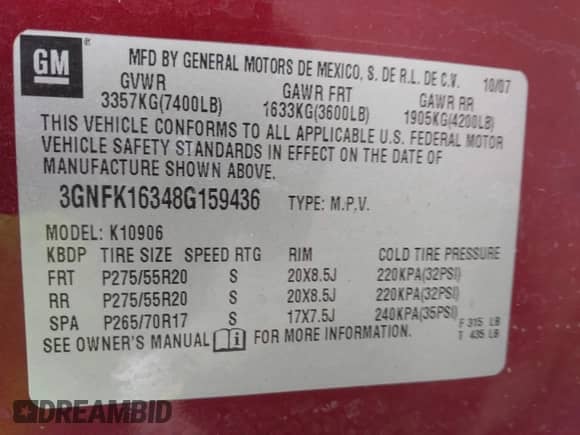 GM
MFD BY GENERAL MOTORS DE MEXICO, S. DE R.L. DE C.V. 10/07
GVWR GAWR FRT GAWR RR
3357KG(7400LB) 1633KG(3600LB) 1905KG(4200LB)
THIS VEHICLE CONFORMS TO ALL APPLICABLE U.S. FEDERAL MOTOR
VEHICLE SAFETY STANDARDS IN EFFECT ON THE DATE OF
MANUFACTURE SHOWN ABOVE.
3GNFK16348G159436 TYPE: M.P.V.
MODEL: K10906
KBDP TIRE SIZE SPEED RTG RIM COLD TIRE PRESSURE
FRT P275/55R20 S 20X8.5J 220KPA(32PSI)
RR P275/55R20 S 20X8.5J 220KPA(32PSI)
SPA P265/70R17 S 17X7.5J 240KPA(35PSI)
F 315 LB
SEE OWNER'S MANUAL i FOR MORE INFORMATION. T 435 LB
DREAMBID